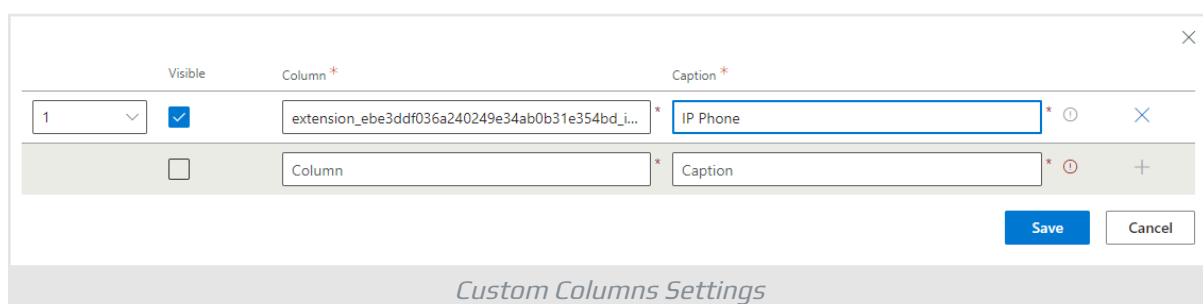 Visible Column * Caption *
1 extension_ebe3ddf036a240249e34ab0b31e354bd_i... * IP Phone *
Column * Caption *
Save Cancel
Custom Columns Settings